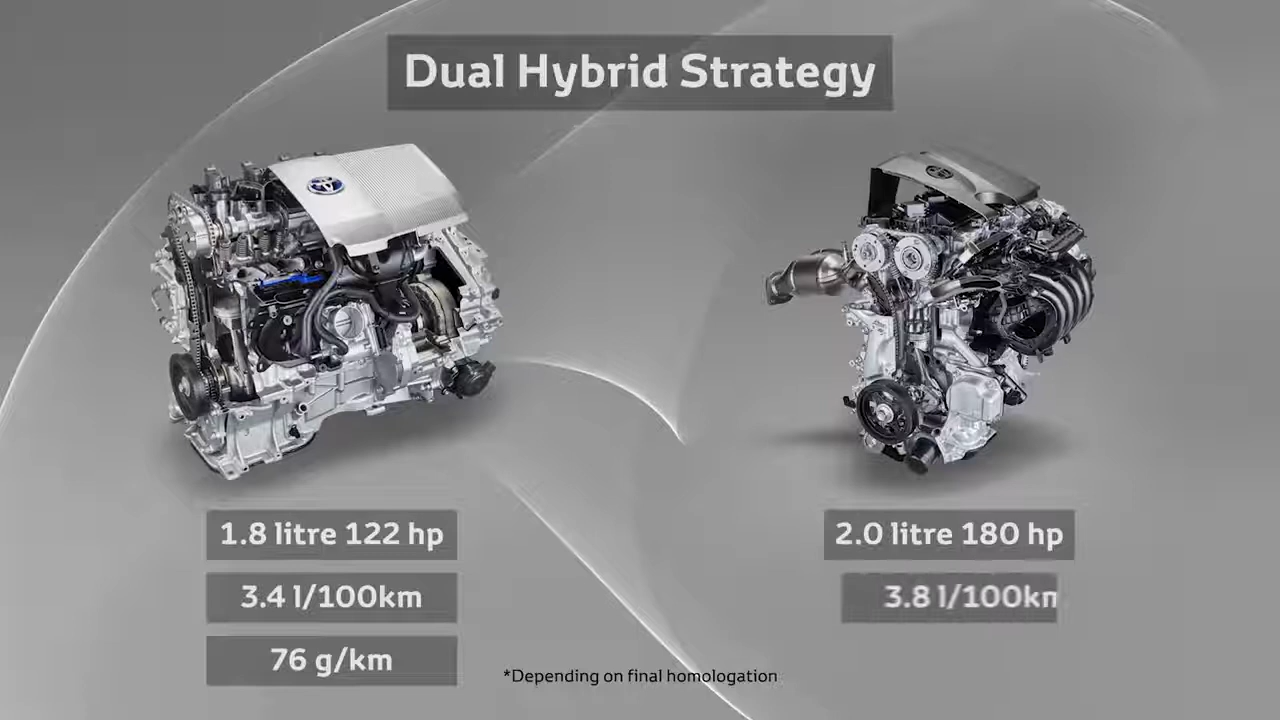 Dual Hybrid Strategy
1.8 litre 122 hp
3.4 l/100km
76 g/km
2.0 litre 180 hp
3.8 l/100kn
*Depending on final homologation